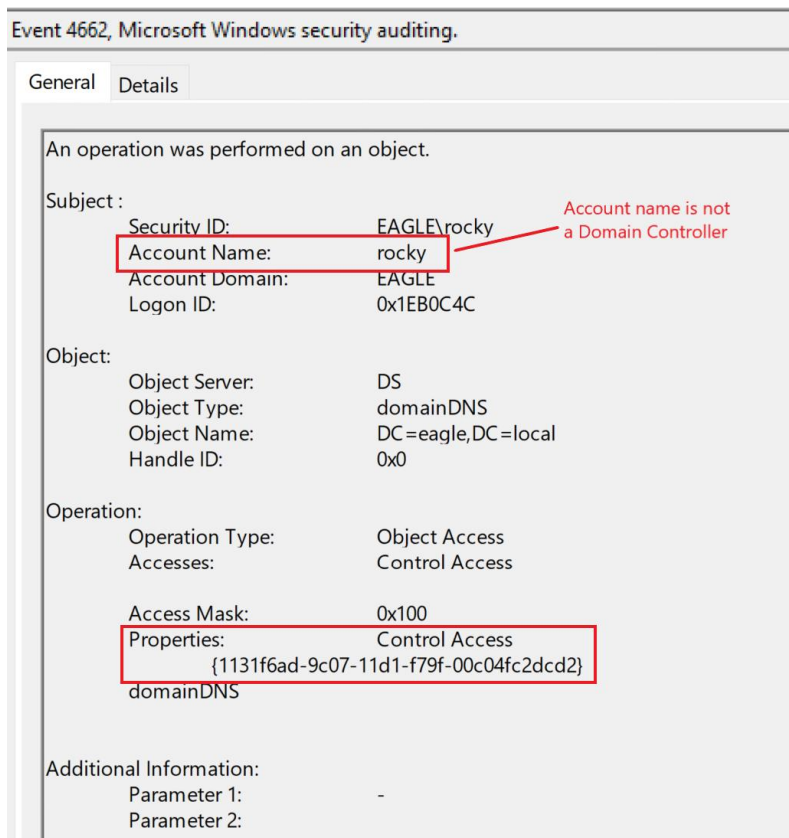 Event 4662, Microsoft Windows security auditing.
General Details
An operation was performed on an object.
Subject :
Security ID: EAGLE\rocky
Account name is not
a Domain Controller
Account Name: rocky
Account Domain: EAGLE
Logon ID: 0x1EB0C4C
Object:
Object Server: DS
Object Type: domainDNS
Object Name: DC=eagle,DC=local
Handle ID: 0x0
Operation:
Operation Type: Object Access
Accesses: Control Access
Access Mask: 0x100
Properties: Control Access
{1131f6ad-9c07-11d1-f79f-00c04fc2dcd2}
domainDNS
Additional Information:
Parameter 1: -
Parameter 2: